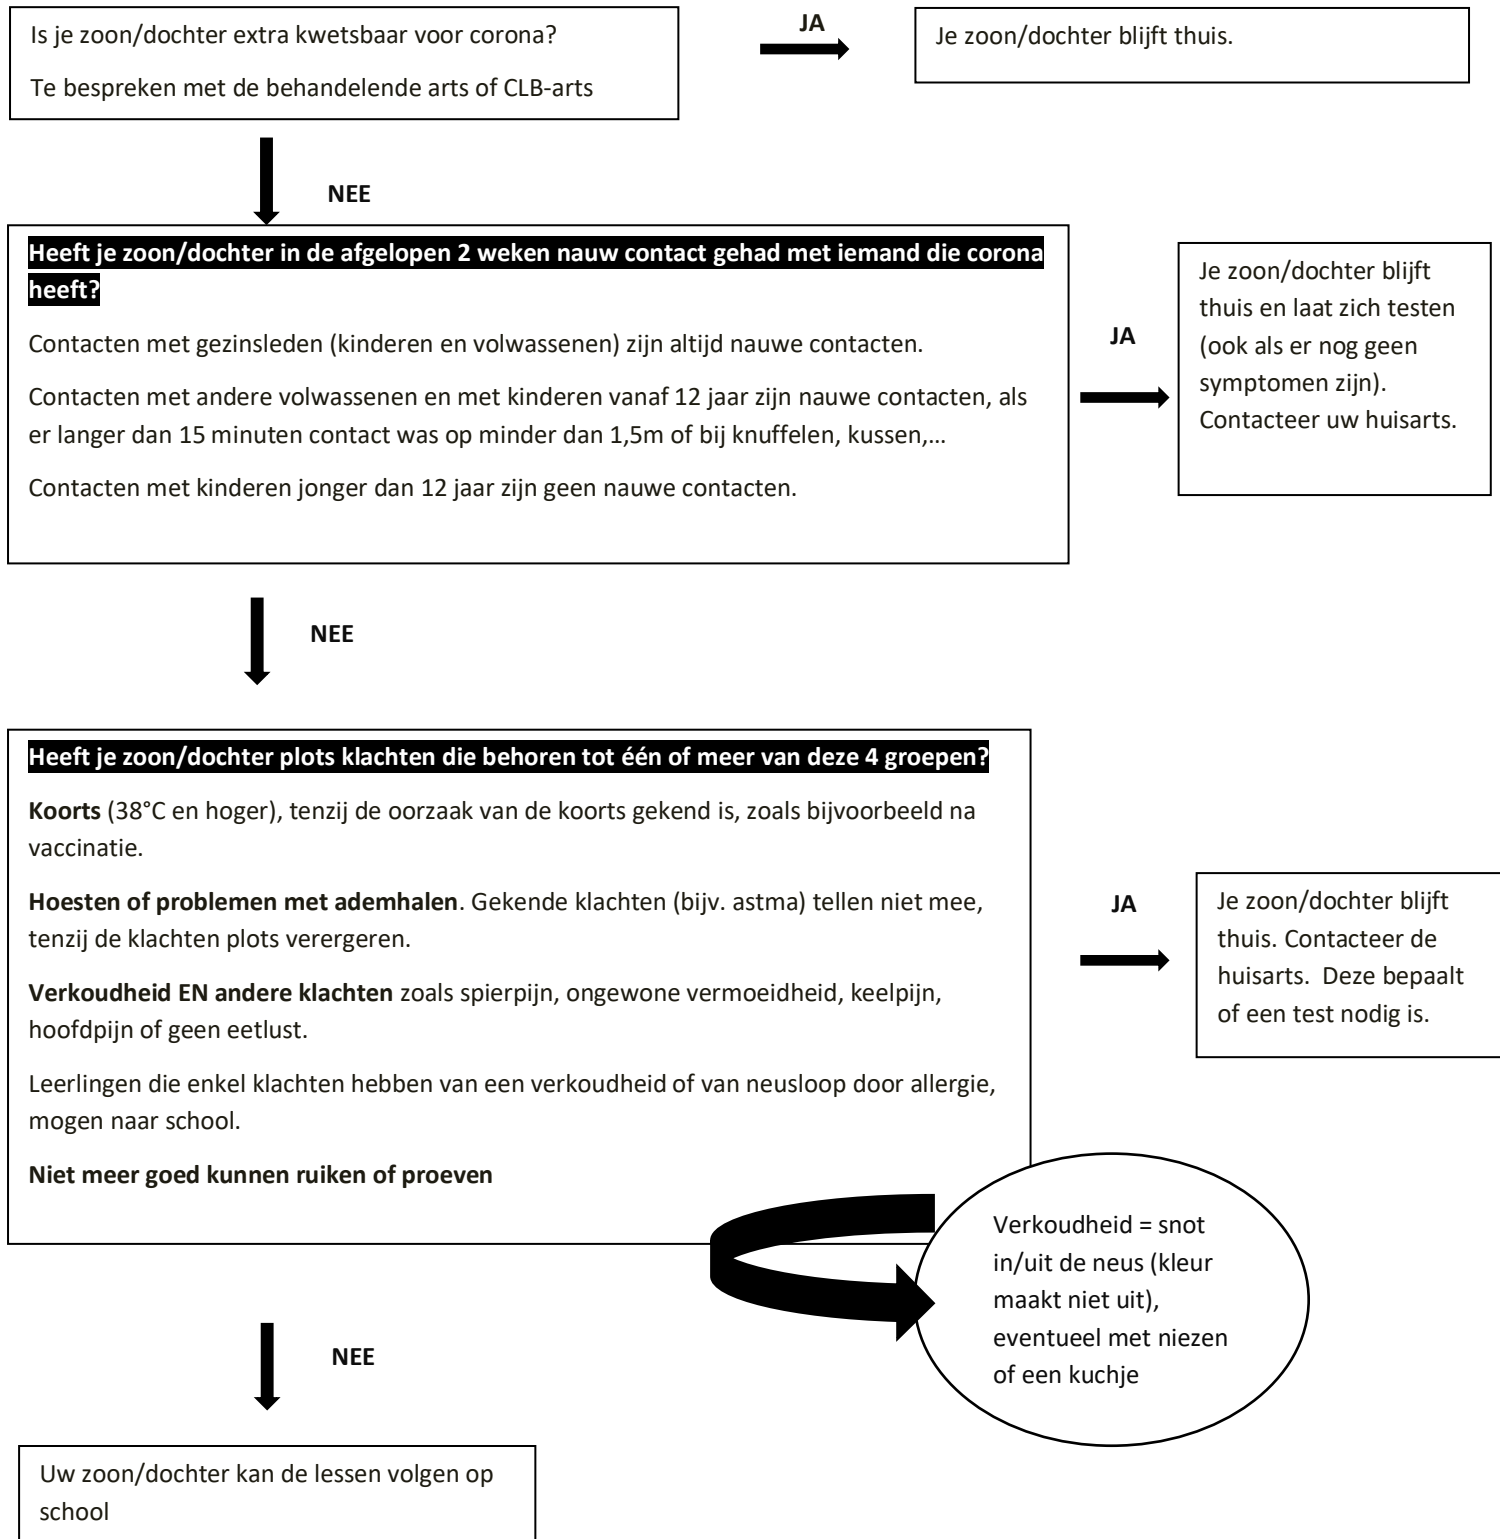 Is je zoon/dochter extra kwetsbaar voor corona?
Te bespreken met de behandelende arts of CLB-arts
JA
Je zoon/dochter blijft thuis.
NEE
Heeft je zoon/dochter in de afgelopen 2 weken nauw contact gehad met iemand die corona
heeft?
Contacten met gezinsleden (kinderen en volwassenen) zijn altijd nauwe contacten.
Contacten met andere volwassenen en met kinderen vanaf 12 jaar zijn nauwe contacten, als
er langer dan 15 minuten contact was op minder dan 1,5m of bij knuffelen, kussen,…
Contacten met kinderen jonger dan 12 jaar zijn geen nauwe contacten.
JA
Je zoon/dochter blijft
thuis en laat zich testen
(ook als er nog geen
symptomen zijn).
Contacteer uw huisarts.
NEE
Heeft je zoon/dochter plots klachten die behoren tot één of meer van deze 4 groepen?
Koorts (38°C en hoger), tenzij de oorzaak van de koorts gekend is, zoals bijvoorbeeld na
vaccinatie.
Hoesten of problemen met ademhalen. Gekende klachten (bijv. astma) tellen niet mee,
tenzij de klachten plots verergeren.
Verkoudheid EN andere klachten zoals spierpijn, ongewone vermoeidheid, keelpijn,
hoofdpijn of geen eetlust.
Leerlingen die enkel klachten hebben van een verkoudheid of van neusloop door allergie,
mogen naar school.
Niet meer goed kunnen ruiken of proeven
JA
Je zoon/dochter blijft
thuis. Contacteer de
huisarts. Deze bepaalt
of een test nodig is.
Verkoudheid = snot
in/uit de neus (kleur
maakt niet uit),
eventueel met niezen
of een kuchje
NEE
Uw zoon/dochter kan de lessen volgen op
school